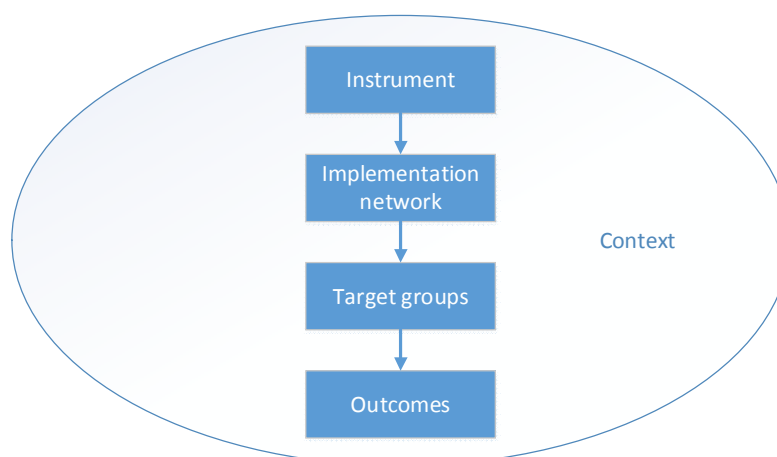 Instrument
Implementation
network
Context
Target groups
Outcomes